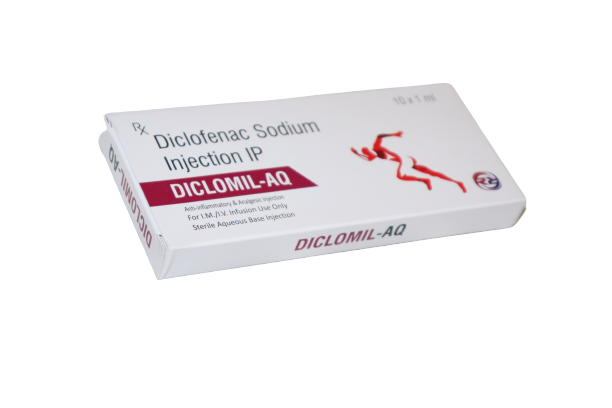 Rx
10 x 1 ml
Diclofenac Sodium
Injection IP
DICLOMIL-AQ
Anti-inflammatory & Analgesic Injection
For I.M./I.V. Infusion Use Only
Sterile Aqueous Base Injection
DICLOMIL-AQ
DICLOMIL-AQ